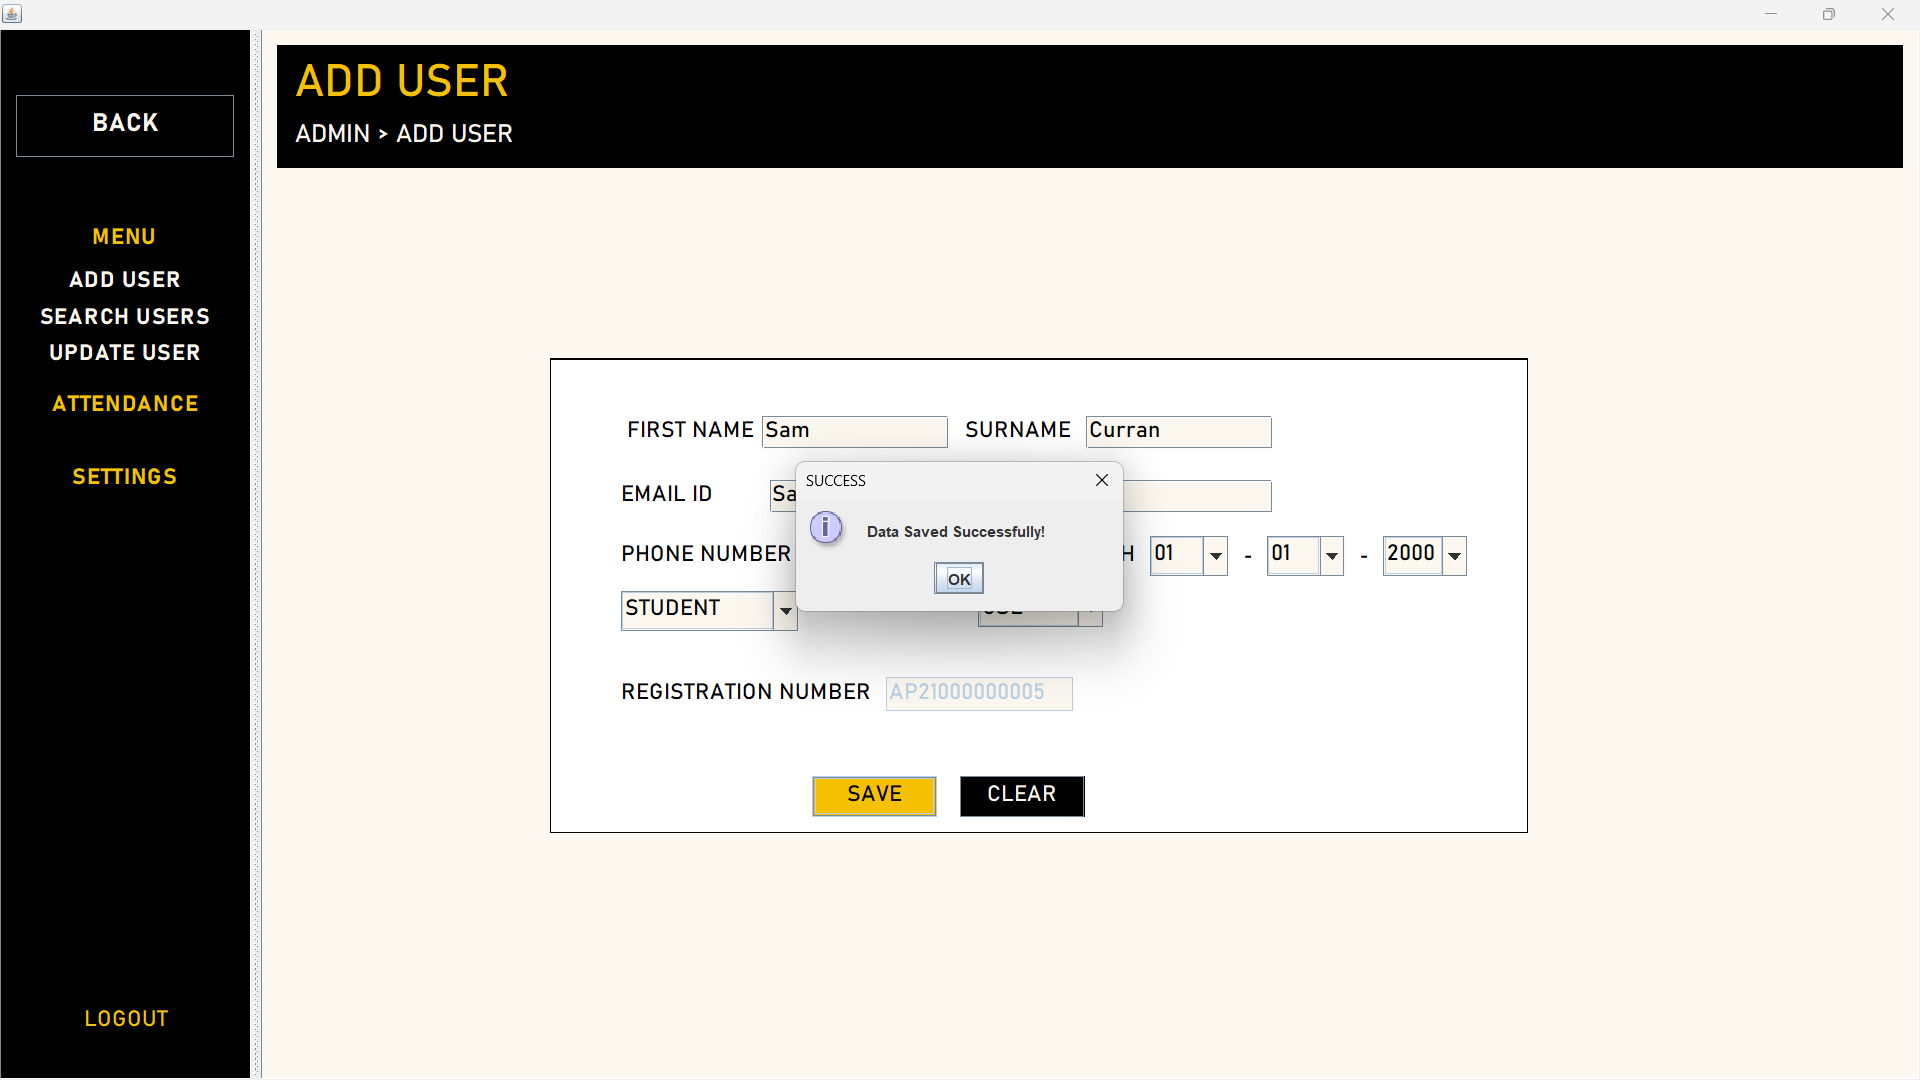 BACK
MENU
ADD USER
SEARCH USERS
UPDATE USER
ATTENDANCE
SETTINGS
LOGOUT
ADD USER
ADMIN > ADD USER
FIRST NAME Sam SURNAME Curran
EMAIL ID
SUCCESS
Data Saved Successfully!
OK
PHONE NUMBER 01 - 01 - 2000
STUDENT
REGISTRATION NUMBER AP21000000005
SAVE CLEAR